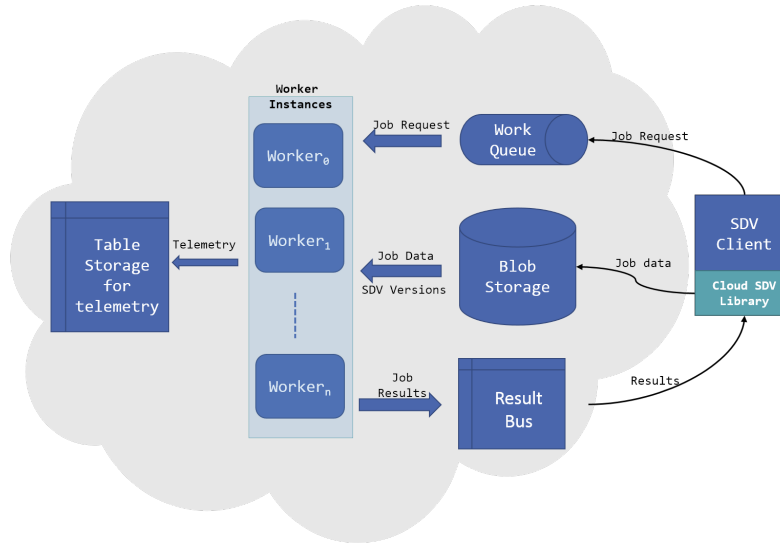 Worker
Instances
Worker0
Worker1
Workern
Job Request
Work
Queue
Job Request
SDV
Client
Cloud SDV
Library
Table
Storage
for
telemetry
Telemetry
Job Data
SDV Versions
Blob
Storage
Job data
Job
Results
Result
Bus
Results